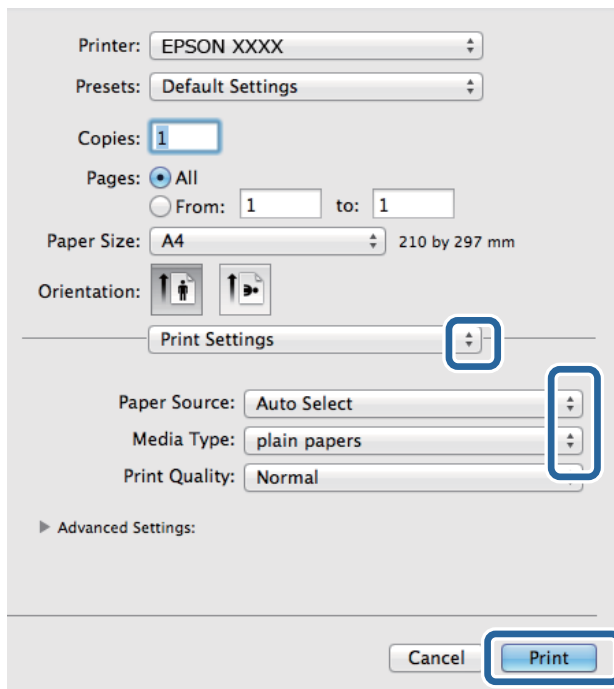 Printer: EPSON XXXX
Presets: Default Settings
Copies: 1
Pages: All
From: 1 to: 1
Paper Size: A4 210 by 297 mm
Orientation:
Print Settings
Paper Source: Auto Select
Media Type: plain papers
Print Quality: Normal
Advanced Settings:
Cancel Print